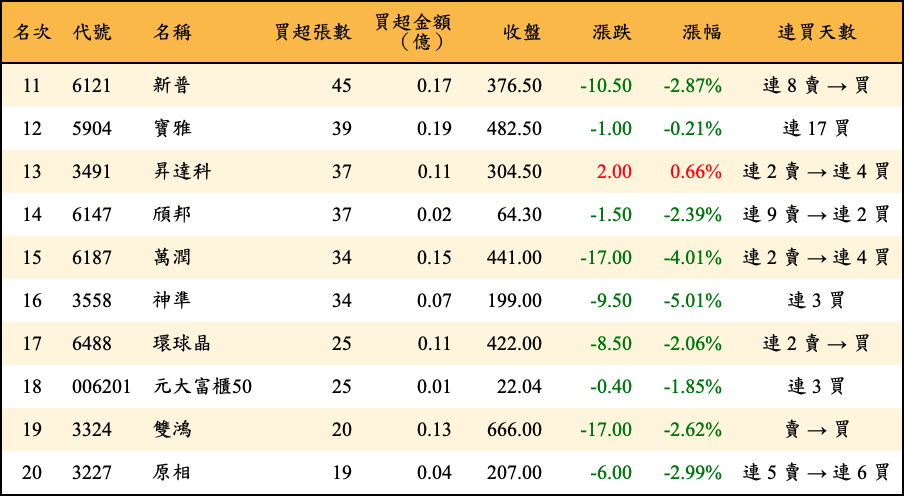 名次 代號 名稱 買超張數 買超金額（億） 收盤 漲跌 漲幅 連買天數
11 6121 新普 45 0.17 376.50 -10.50 -2.87% 連 8 賣 → 買
12 5904 寶雅 39 0.19 482.50 -1.00 -0.21% 連 17 買
13 3491 昇達科 37 0.11 304.50 2.00 0.66% 連 2 賣 → 連 4 買
14 6147 頎邦 37 0.02 64.30 -1.50 -2.39% 連 9 賣 → 連 2 買
15 6187 萬潤 34 0.15 441.00 -17.00 -4.01% 連 2 賣 → 連 4 買
16 3558 神準 34 0.07 199.00 -9.50 -5.01% 連 3 買
17 6488 環球晶 25 0.11 422.00 -8.50 -2.06% 連 2 賣 → 買
18 006201 元大富櫃50 25 0.01 22.04 -0.40 -1.85% 連 3 買
19 3324 雙鴻 20 0.13 666.00 -17.00 -2.62% 賣 → 買
20 3227 原相 19 0.04 207.00 -6.00 -2.99% 連 5 賣 → 連 6 買